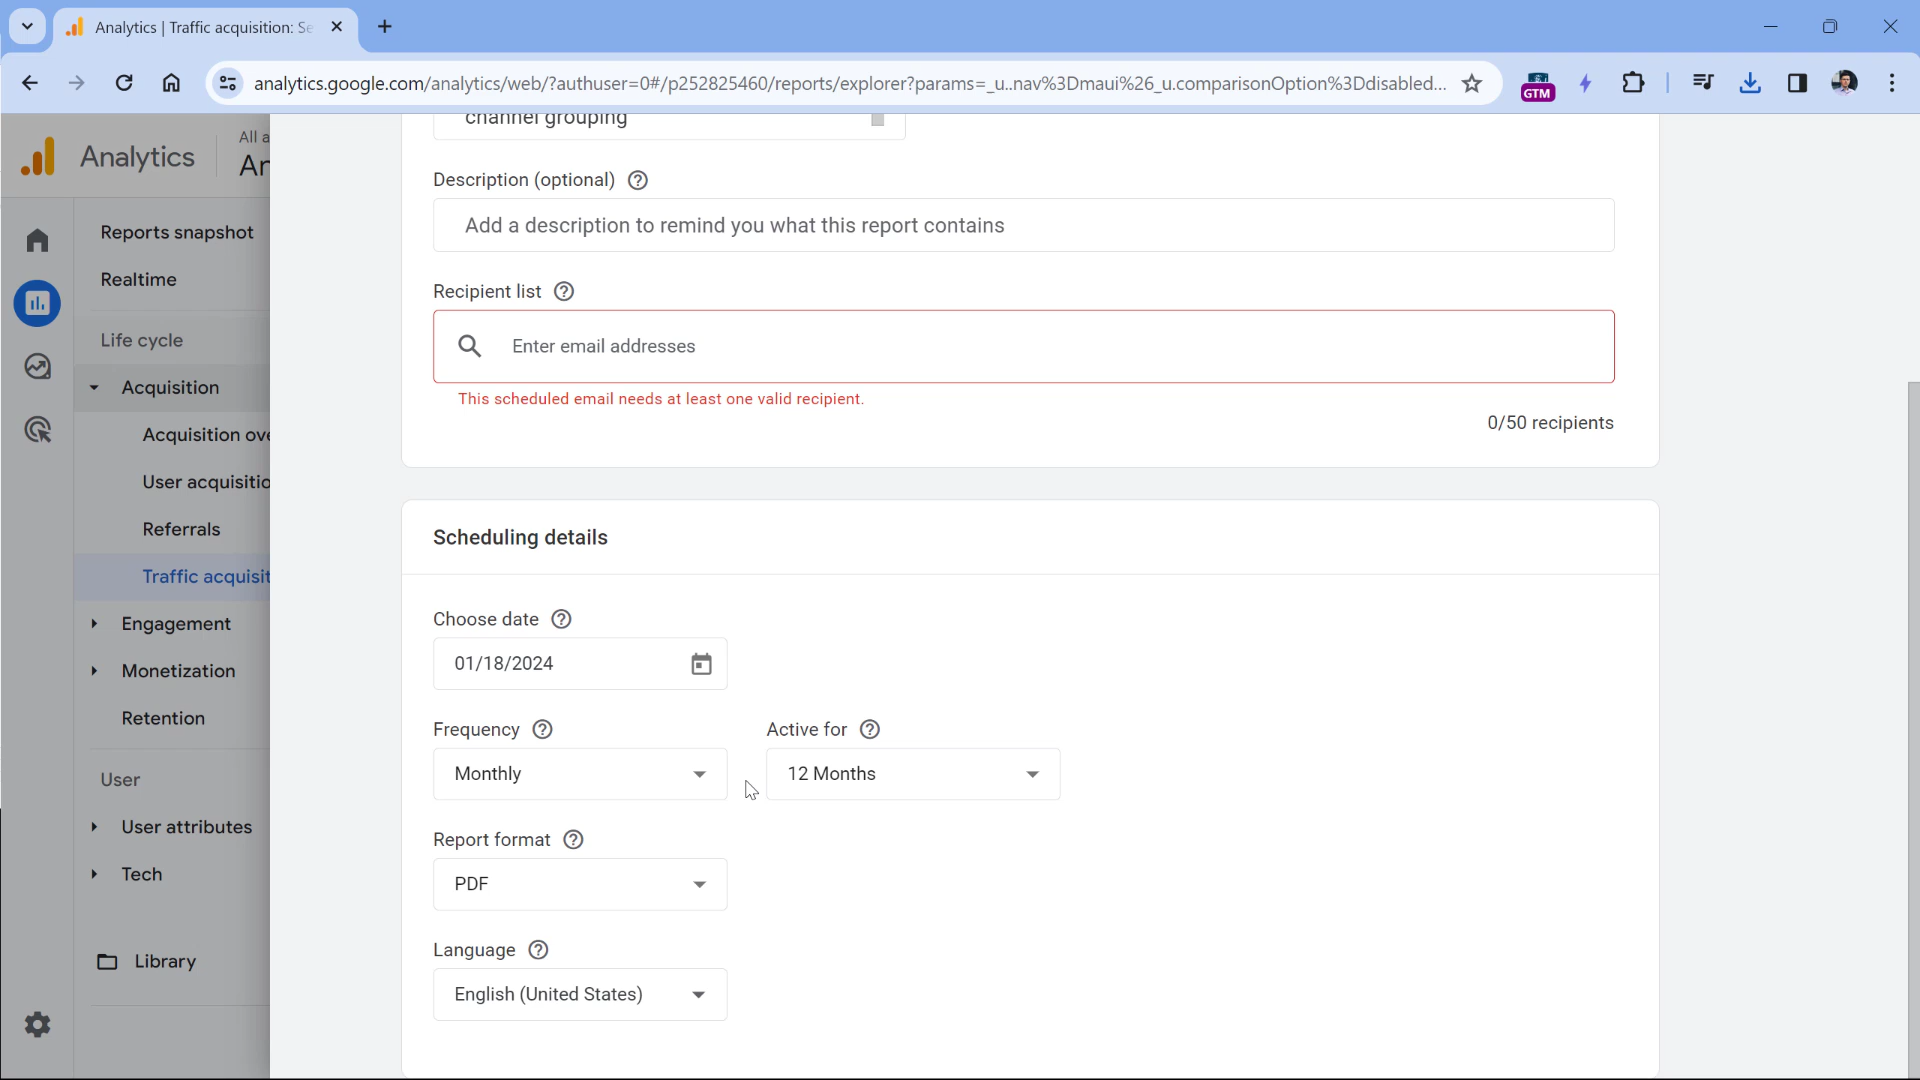 Analytics | Traffic acquisition: Se
analytics.google.com/analytics/web/?authuser=0#/p252825460/reports/explorer?params=_u..nav%3Dmaui%26_u.comparisonOption%3Ddisabled...
GTM
Analytics
All a
An
Reports snapshot
Realtime
Life cycle
Acquisition
Acquisition ove
User acquisitio
Referrals
Traffic acquisit
Engagement
Monetization
Retention
User
User attributes
Tech
Library
channel grouping
Description (optional)
Add a description to remind you what this report contains
Recipient list
Enter email addresses
This scheduled email needs at least one valid recipient.
0/50 recipients
Scheduling details
Choose date
01/18/2024
Frequency
Active for
Monthly
12 Months
Report format
PDF
Language
English (United States)